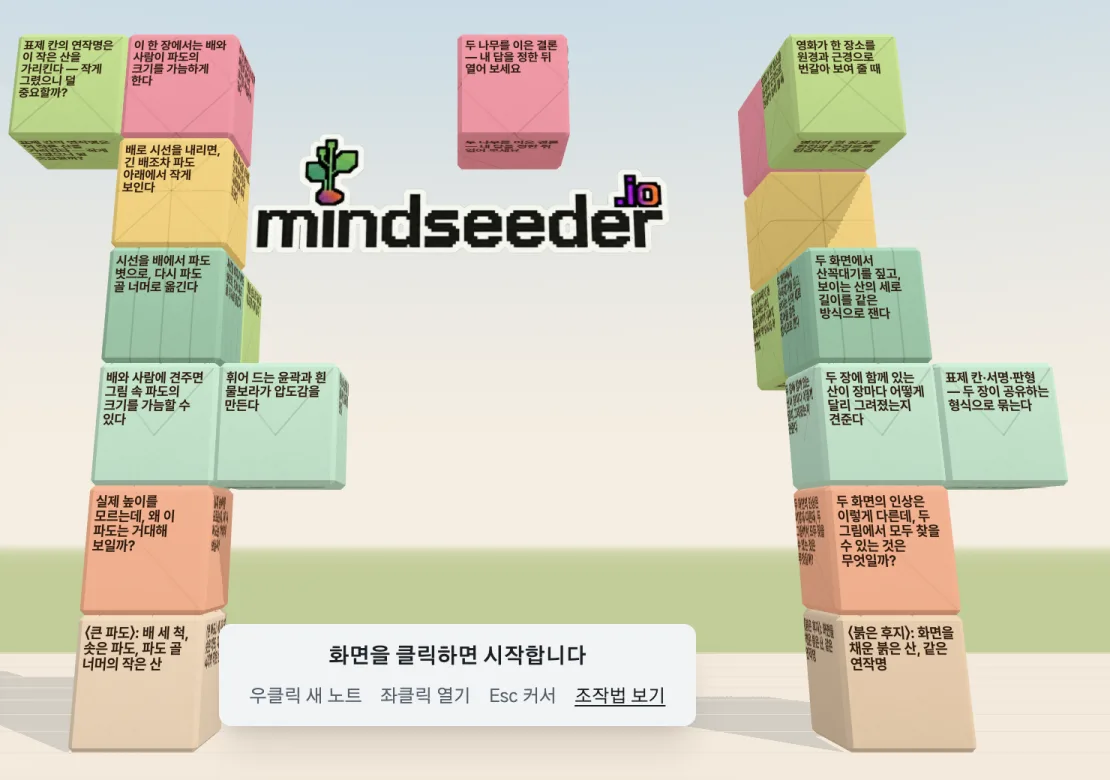 표제 칸의 연작명은
이 작은 산을
가리킨다 — 작게
그렸으니 덜
중요할까?
이 한 장에서는 배와
사람이 파도의
크기를 가늠하게
한다
두 나무를 이은 결론
— 내 답을 정한 뒤
열어 보세요
영화가 한 장소를
원경과 근경으로
번갈아 보여 줄 때
배로 시선을 내리면,
긴 배조차 파도
아래에서 작게
보인다
mindseeder
.io
시선을 배에서 파도
볏으로, 다시 파도
골 너머로 옮긴다
두 화면에서
산꼭대기를 짚고,
보이는 산의 세로
길이를 같은
방식으로 잰다
배와 사람에 견주면
그림 속 파도의
크기를 가늠할 수
있다
휘어 드는 윤곽과 흰
물보라가 압도감을
만든다
두 장에 함께 있는
산이 장마다 어떻게
달리 그려졌는지
견준다
표제 칸·서명·판형
— 두 장이 공유하는
형식으로 묶는다
실제 높이를
모르는데, 왜 이
파도는 거대해
보일까?
두 화면의 인상은
이렇게 다른데, 두
그림에서 모두 찾을
수 있는 것은
무엇일까?
〈큰 파도〉: 배 세 척,
솟은 파도, 파도 골
너머의 작은 산
〈붉은 후지〉: 화면을
채운 붉은 산, 같은
연작명
화면을 클릭하면 시작합니다
우클릭 새 노트 좌클릭 열기 Esc 커서 조작법 보기